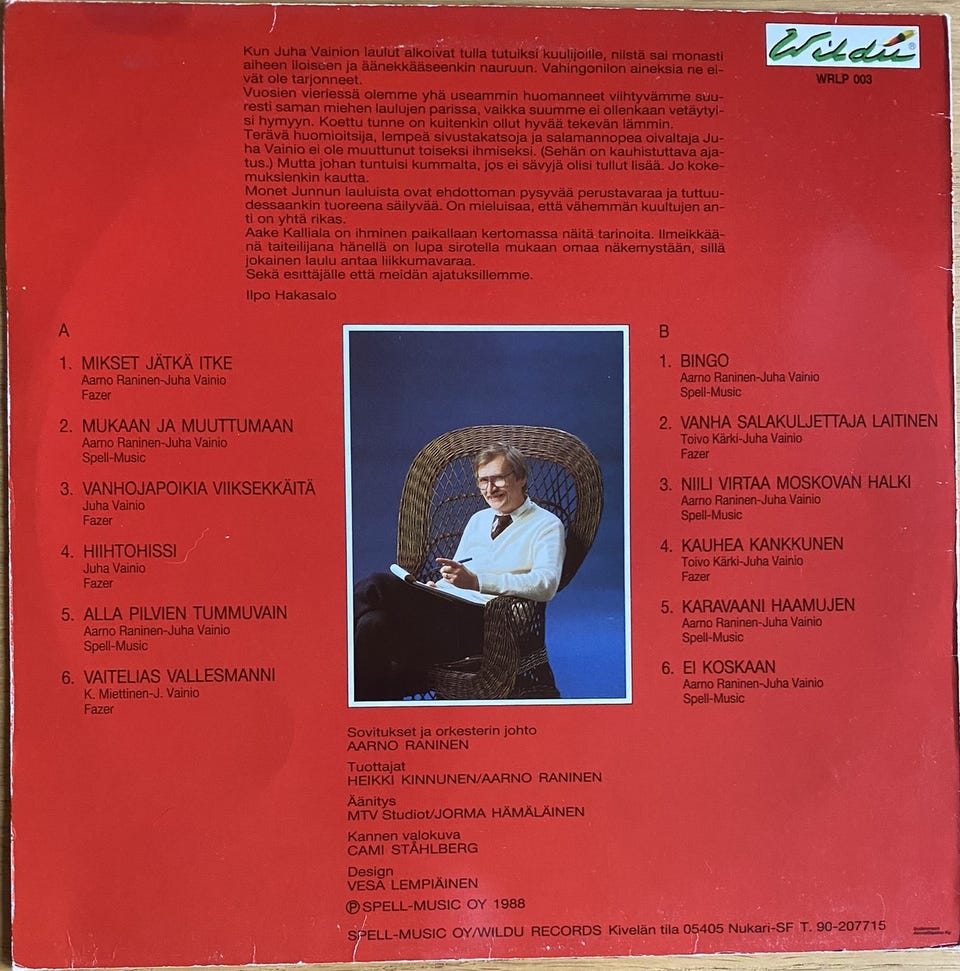 Wildu®
WRLP 003
Kun Juha Vainion laulut alkoivat tulla tutuiksi kuulijoille, niistä sai monasti
aiheen iloiseen ja äänekkääseenkin nauruun. Vahingonilon aineksia ne ei-
vät ole tarjonneet.
Vuosien vieriessä olemme yhä useammin huomanneet viihtyvämme suu-
resti saman miehen laulujen parissa, vaikka suumme ei ollenkaan vetäytyi-
si hymyyn. Koettu tunne on kuitenkin ollut hyvää tekevän lämmin.
Terävä huomioitsija, lempeä sivustakatsoja ja salamannopea oivaltaja Ju-
ha Vainio ei ole muuttunut toiseksi ihmiseksi. (Sehän on kauhistuttava aja-
tus.) Mutta johan tuntuisi kummalta, jos ei sävyjä olisi tullut lisää. Jo koke-
muksienkin kautta.
Monet Junnun lauluista ovat ehdottoman pysyvää perustavaraa ja tuttuu-
dessaankin tuoreena säilyvää. On mieluisaa, että vähemmän kuultujen an-
ti on yhtä rikas.
Aake Kalliala on ihminen paikallaan kertomassa näitä tarinoita. Ilmeikkää-
nä taiteilijana hänellä on lupa sirotella mukaan omaa näkemystään, sillä
jokainen laulu antaa liikkumavaraa.
Sekä esittäjälle että meidän ajatuksillemme.
Ilpo Hakasalo
A
1. MIKSET JÄTKÄ ITKE
Aarno Raninen-Juha Vainio
Fazer
2. MUKAAN JA MUUTTUMAAN
Aarno Raninen-Juha Vainio
Spell-Music
3. VANHOJAPOIKIA VIIKSEKKÄITÄ
Juha Vainio
Fazer
4. HIIHTOHISSI
Juha Vainio
Fazer
5. ALLA PILVIEN TUMMUVAIN
Aarno Raninen-Juha Vainio
Spell-Music
6. VAITELIAS VALLESMANNI
K. Miettinen-J. Vainio
Fazer
B
1. BINGO
Aarno Raninen-Juha Vainio
Spell-Music
2. VANHA SALAKULJETTAJA LAITINEN
Toivo Kärki-Juha Vainio
Fazer
3. NIILI VIRTAA MOSKOVAN HALKI
Aarno Raninen-Juha Vainio
Spell-Music
4. KAUHEA KANKKUNEN
Toivo Kärki-Juha Vainio
Fazer
5. KARAVAANI HAAMUJEN
Aarno Raninen-Juha Vainio
Spell-Music
6. EI KOSKAAN
Aarno Raninen-Juha Vainio
Spell-Music
Sovitukset ja orkesterin johto
AARNO RANINEN
Tuottajat
HEIKKI KINNUNEN/AARNO RANINEN
Äänitys
MTV Studiot/JORMA HÄMÄLÄINEN
Kannen valokuva
CAMI STÅHLBERG
Design
VESA LEMPIÄINEN
Ⓟ SPELL-MUSIC OY 1988
SPELL-MUSIC OY/WILDU RECORDS Kivelän tila 05405 Nukari-SF T. 90-207715